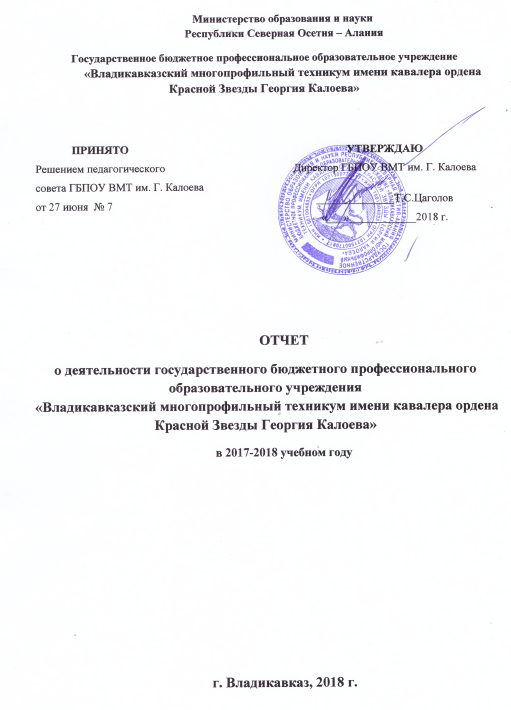 Министерство образования и науки
Республики Северная Осетия – Алания
Государственное бюджетное профессиональное образовательное учреждение
«Владикавказский многопрофильный техникум имени кавалера ордена
Красной Звезды Георгия Калоева»
ПРИНЯТО
Решением педагогического
совета ГБПОУ ВМТ им. Г. Калоева
от 27 июня № 7
УТВЕРЖДАЮ
Директор ГБПОУ ВМТ им. Г. Калоева
Т.С.Цаголов
2018 г.
ОТЧЕТ
о деятельности государственного бюджетного профессионального
образовательного учреждения
«Владикавказский многопрофильный техникум имени кавалера ордена
Красной Звезды Георгия Калоева»
в 2017-2018 учебном году
г. Владикавказ, 2018 г.